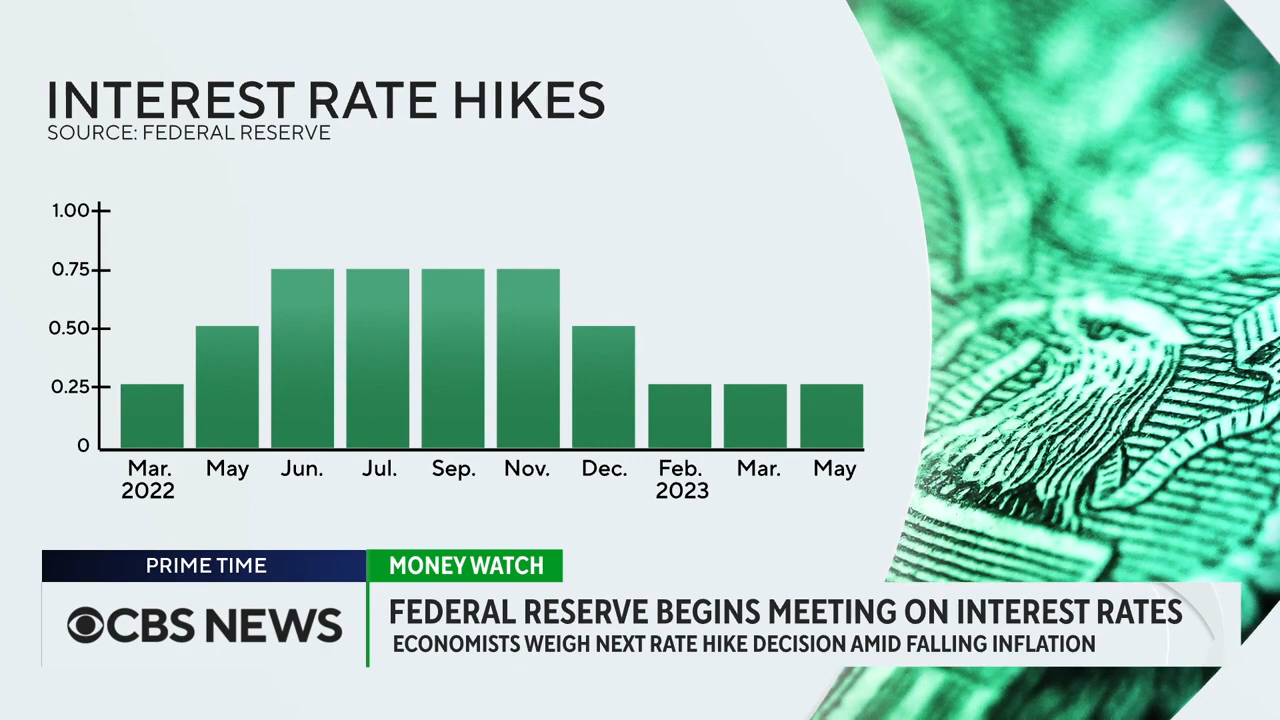 INTEREST RATE HIKES
SOURCE: FEDERAL RESERVE
1.00
0.75
0.50
0.25
0
Mar. May Jun. Jul. Sep. Nov. Dec. Feb. Mar. May
2022 2023
PRIME TIME
MONEY WATCH
CBS NEWS
FEDERAL RESERVE BEGINS MEETING ON INTEREST RATES
ECONOMISTS WEIGH NEXT RATE HIKE DECISION AMID FALLING INFLATION